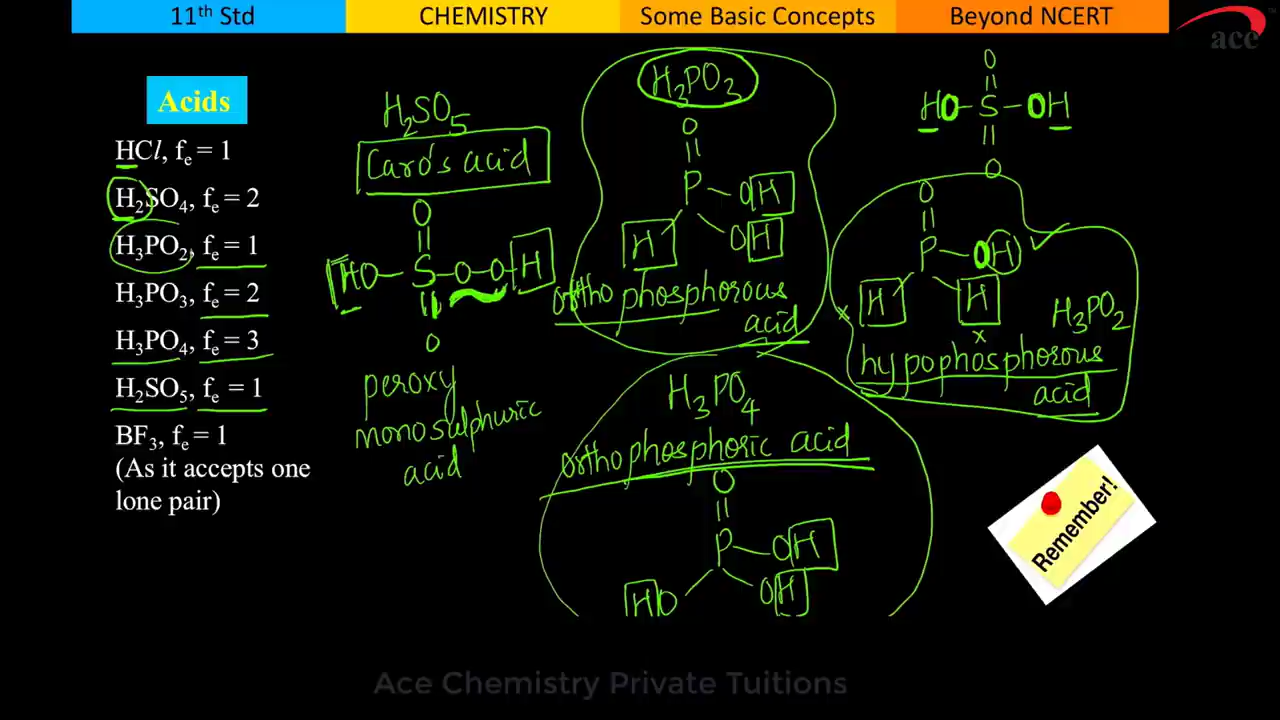 11th Std
CHEMISTRY
Some Basic Concepts
Beyond NCERT
ace
Acids
HCl, fe = 1
H2SO4, fe = 2
H3PO2, fe = 1
H3PO3, fe = 2
H3PO4, fe = 3
H2SO5, fe = 1
BF3, fe = 1
(As it accepts one
lone pair)
H2SO5
Caro's acid
O
HO S O O H
O
peroxy
monosulphuric
acid
H3PO3
O
P OH
H OH
ortho phosphorous
acid
H3PO4
orthophosphoric acid
O
P OH
HO OH
O
HO S OH
O
O
P OH
x H H
x
H3PO2
hypophosphorous
acid
Remember!
Ace Chemistry Private Tuitions